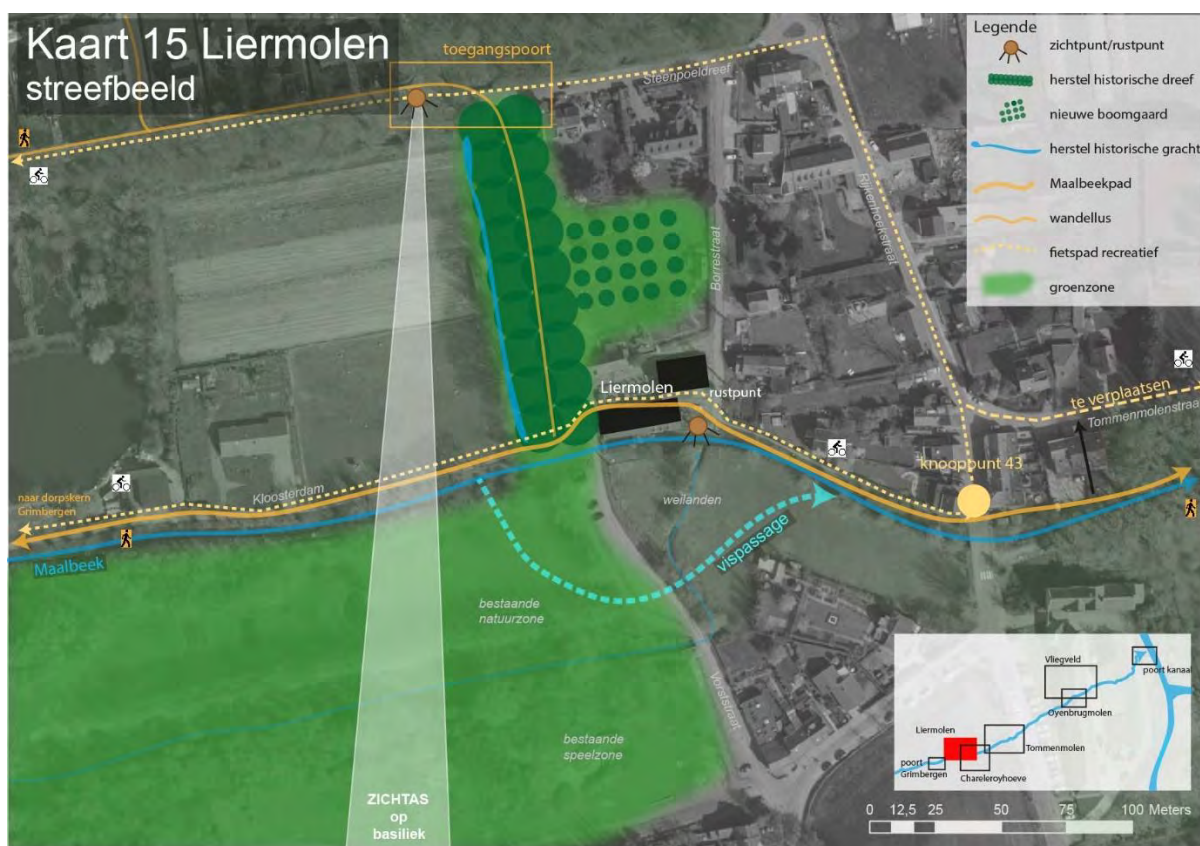 Kaart 15 Liermolen
streefbeeld
toegangspoort
Steenpoeldreef
Legende
zichtpunt/rustpunt
herstel historische dreef
nieuwe boomgaard
herstel historische gracht
Maalbeekpad
wandellus
fietspad recreatief
groenzone
Rijkenhoekstraat
Borrestraat
Liermolen
rustpunt
te verplaatsen
Tommenmolenstraat
knooppunt 43
naar dorpskern
Grimbergen
Kloosterdam
weilanden
Maalbeek
vispassage
bestaande
natuurzone
Vorststraat
bestaande
speelzone
ZICHTAS
op
basiliek
Vliegveld
poort kanaal
Oyenbrugmolen
Liermolen
Tommenmolen
poort
Grimbergen
Chareleroyhoeve
0 12,5 25 50 75 100 Meters